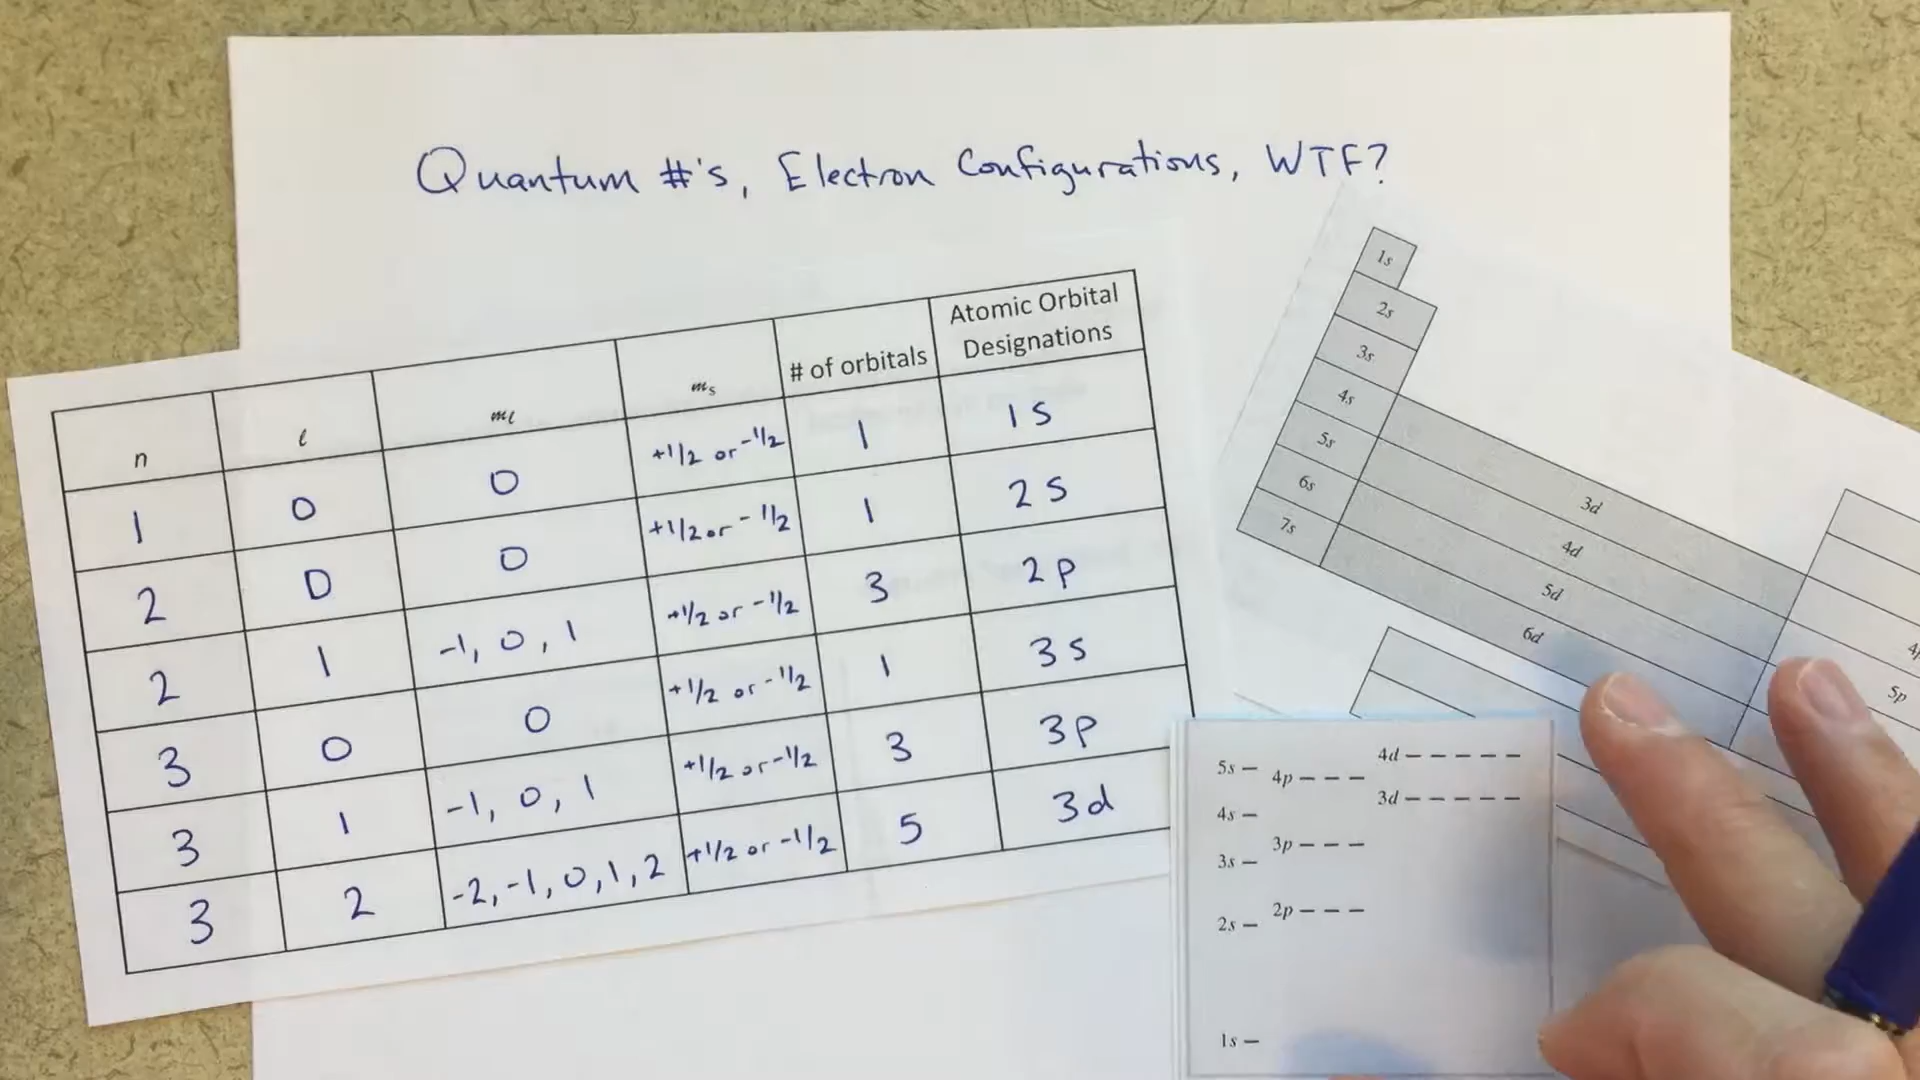 Quantum #'s, Electron Configurations, WTF?
n ℓ mℓ ms # of orbitals Atomic Orbital Designations
1 0 0 +1/2 or -1/2 1 1s
2 0 0 +1/2 or -1/2 1 2s
2 1 -1, 0, 1 +1/2 or -1/2 3 2p
3 0 0 +1/2 or -1/2 1 3s
3 1 -1, 0, 1 +1/2 or -1/2 3 3p
3 2 -2, -1, 0, 1, 2 +1/2 or -1/2 5 3d
1s
2s
3s
4s 3d
5s 4d
6s 5d
7s 6d
5p
5s 4p 4d
4s 3d
3s 3p
2s 2p
1s